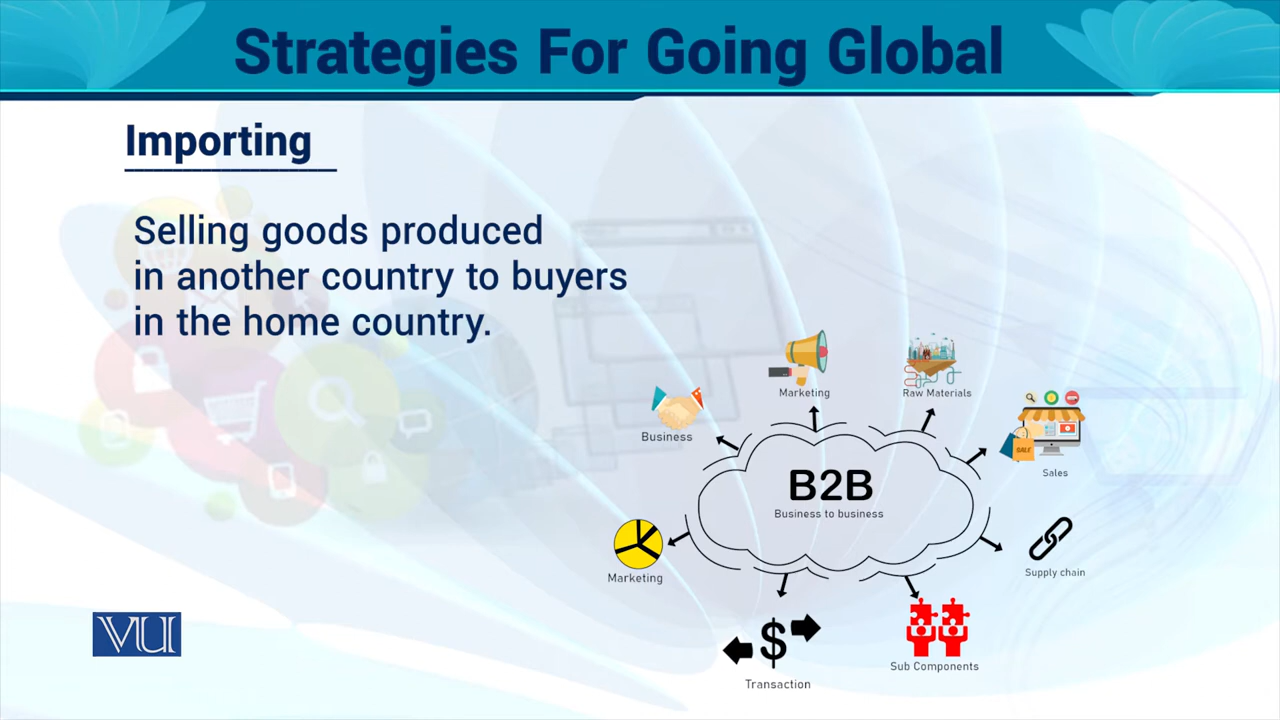 Strategies For Going Global
Importing
Selling goods produced
in another country to buyers
in the home country.
Marketing
Raw Materials
Business
SALE
Sales
B2B
Business to business
Supply chain
Marketing
$
Sub Components
Transaction
VU